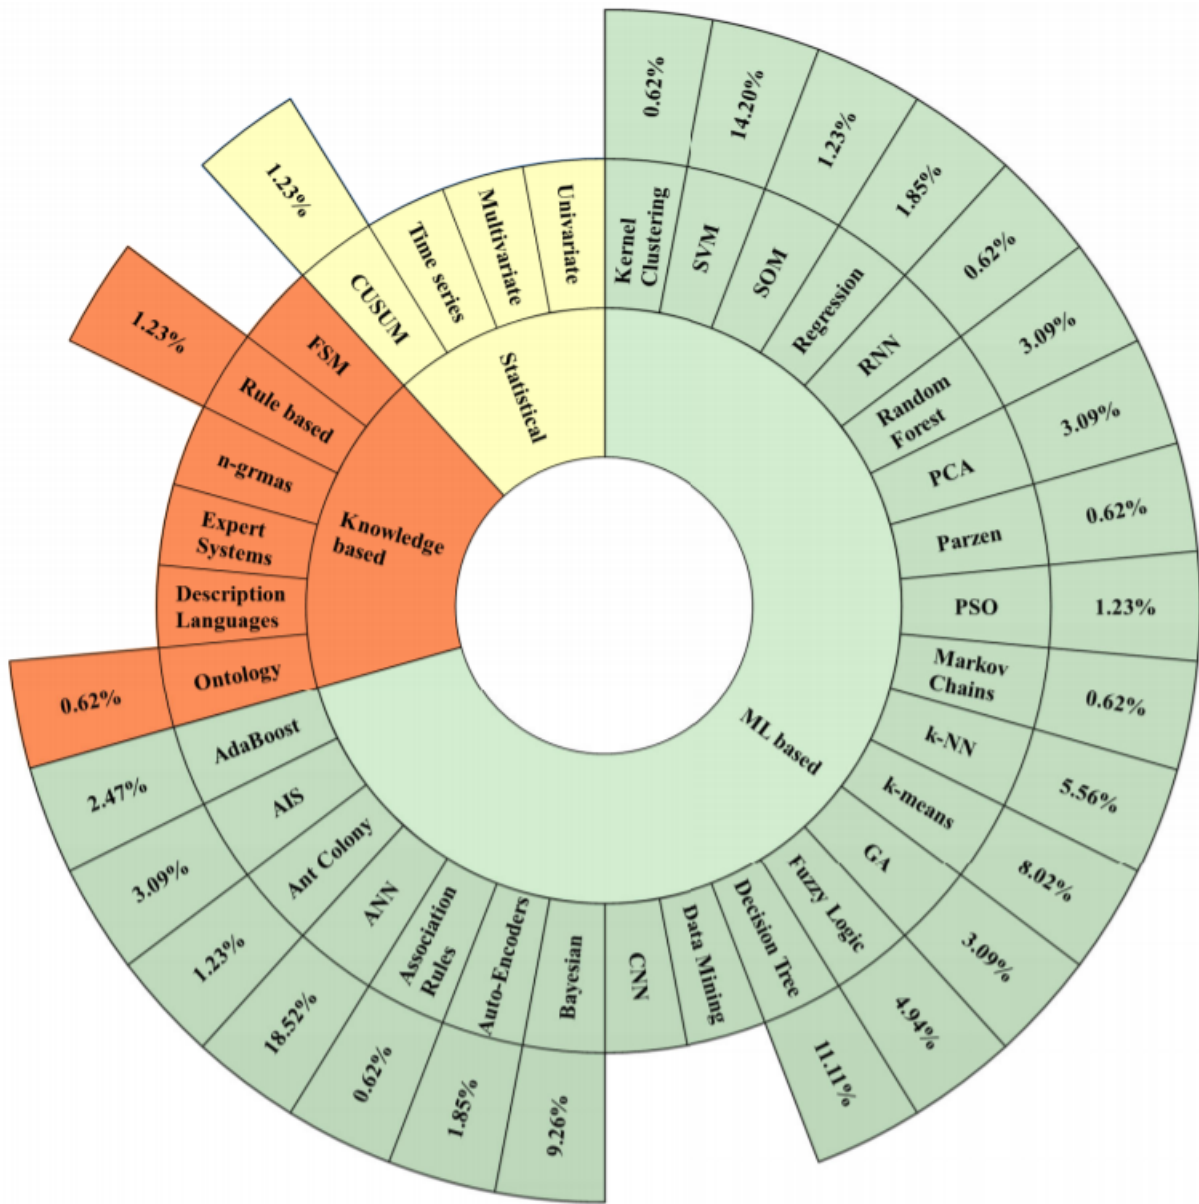 Statistical
Univariate
Multivariate
Time series
CUSUM
1.23%
Knowledge
based
FSM
Rule based
1.23%
n-grmas
Expert
Systems
Description
Languages
Ontology
0.62%
ML based
Kernel
Clustering
0.62%
SVM
14.20%
SOM
1.23%
Regression
1.85%
RNN
0.62%
Random
Forest
3.09%
PCA
3.09%
Parzen
0.62%
PSO
1.23%
Markov
Chains
0.62%
k-NN
5.56%
k-means
8.02%
GA
3.09%
Fuzzy Logic
4.94%
Decision Tree
11.11%
Data Mining
CNN
Bayesian
9.26%
Auto-Encoders
1.85%
Association
Rules
0.62%
ANN
18.52%
Ant Colony
1.23%
AIS
3.09%
AdaBoost
2.47%